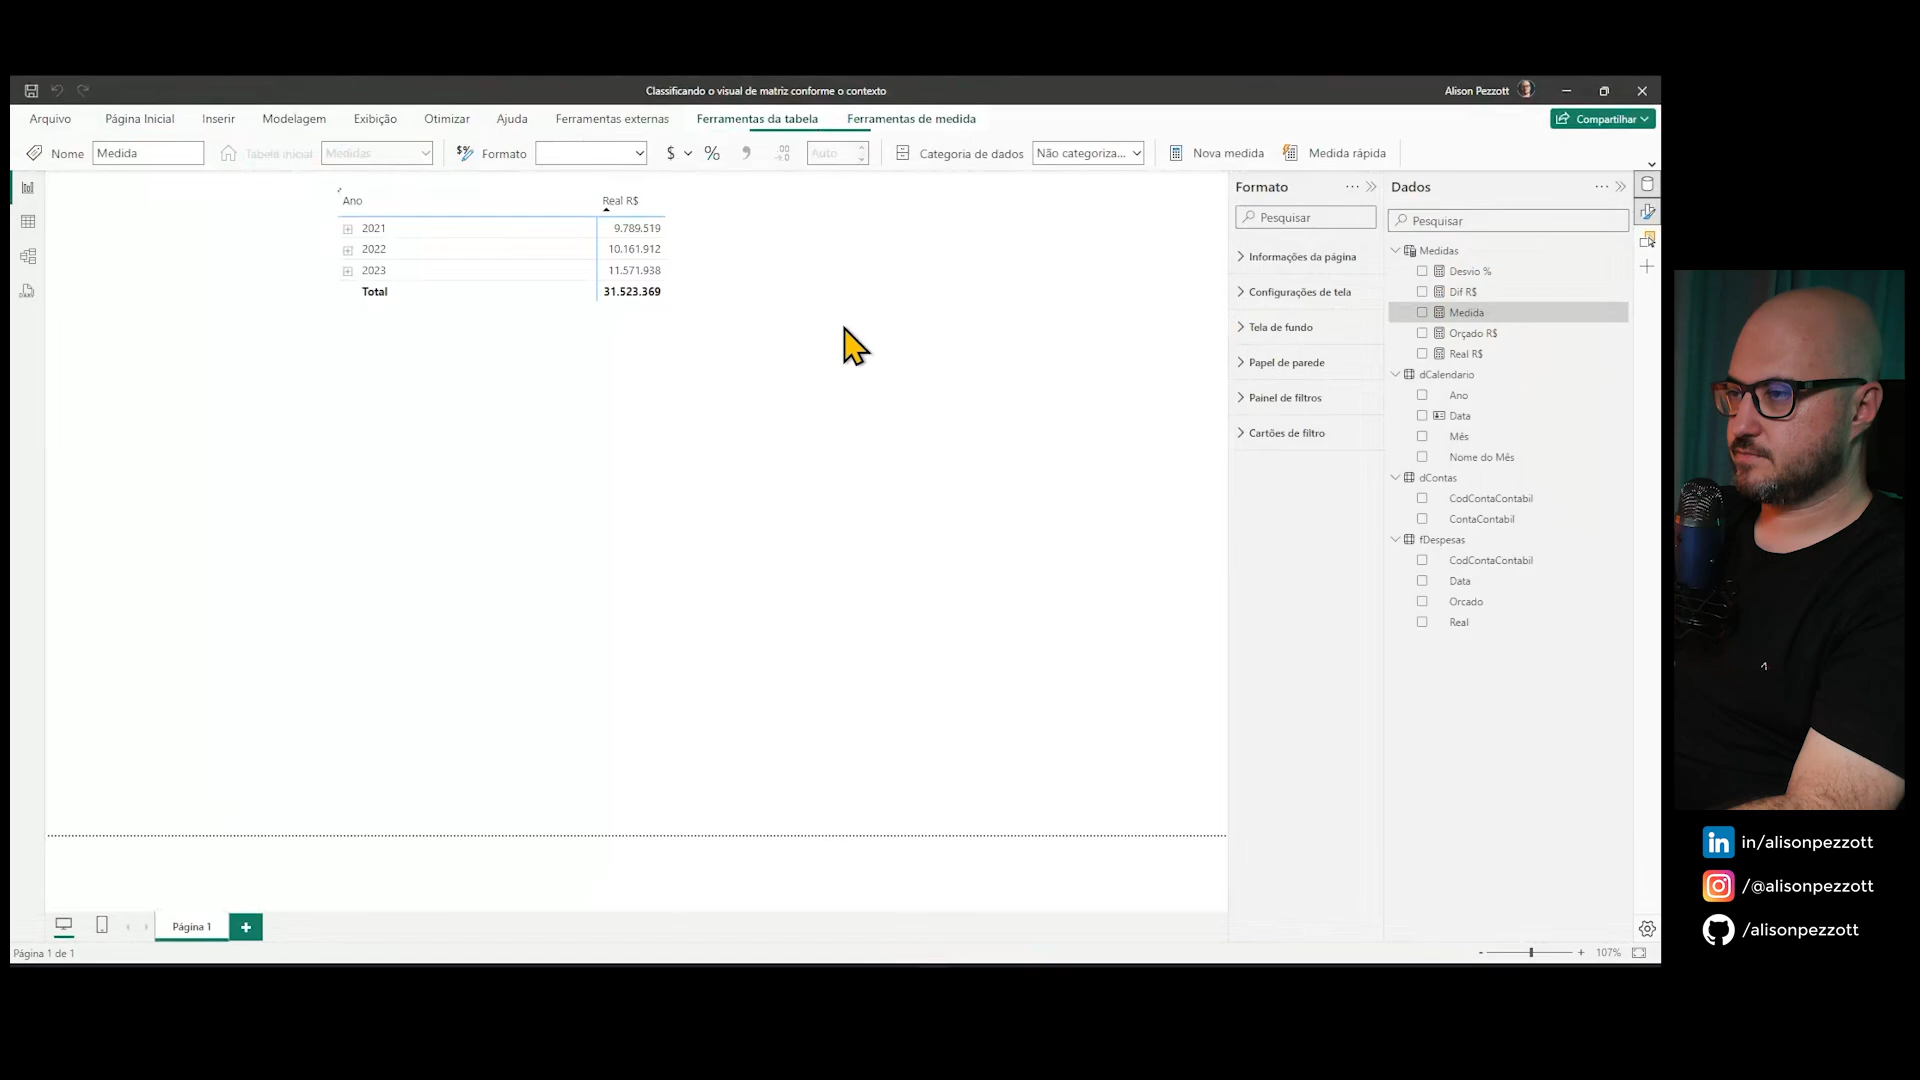 Classificando o visual de matriz conforme o contexto
Alison Pezzott
Arquivo
Página Inicial
Inserir
Modelagem
Exibição
Otimizar
Ajuda
Ferramentas externas
Ferramentas da tabela
Ferramentas de medida
Compartilhar
Nome
Medida
Tabela inicial
Medidas
Formato
$
%
Auto
Categoria de dados
Não categoriza...
Nova medida
Medida rápida
Ano Real R$
2021 9.789.519
2022 10.161.912
2023 11.571.938
Total 31.523.369
Formato
Pesquisar
Informações da página
Configurações de tela
Tela de fundo
Papel de parede
Painel de filtros
Cartões de filtro
Dados
Pesquisar
Medidas
Desvio %
Dif R$
Medida
Orçado R$
Real R$
dCalendario
Ano
Data
Mês
Nome do Mês
dContas
CodContaContabil
ContaContabil
fDespesas
CodContaContabil
Data
Orcado
Real
Página 1
Página 1 de 1
107%
in/alisonpezzott
/@alisonpezzott
/alisonpezzott